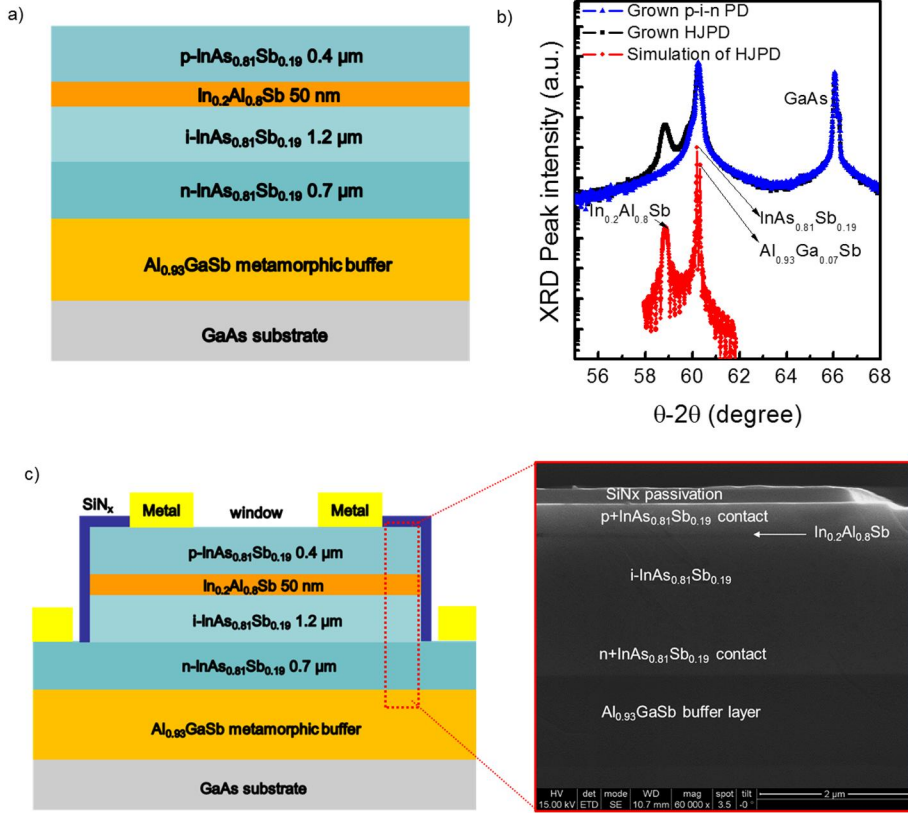 a)
p-InAs0.81Sb0.19 0.4 μm
In0.2Al0.8Sb 50 nm
i-InAs0.81Sb0.19 1.2 μm
n-InAs0.81Sb0.19 0.7 μm
Al0.93GaSb metamorphic buffer
GaAs substrate
b)
Grown p-i-n PD
Grown HJPD
Simulation of HJPD
GaAs
In0.2Al0.8Sb
InAs0.81Sb0.19
Al0.93Ga0.07Sb
XRD Peak intensity (a.u.)
56 58 60 62 64 66 68
θ-2θ (degree)
c)
SiNx
Metal window Metal
p-InAs0.81Sb0.19 0.4 μm
In0.2Al0.8Sb 50 nm
i-InAs0.81Sb0.19 1.2 μm
n-InAs0.81Sb0.19 0.7 μm
Al0.93GaSb metamorphic buffer
GaAs substrate
SiNx passivation
p+InAs0.81Sb0.19 contact
In0.2Al0.8Sb
i-InAs0.81Sb0.19
n+InAs0.81Sb0.19 contact
Al0.93GaSb buffer layer
HV det mode WD mag spot tilt
15.00 kV ETD SE 10.7 mm 60 000 x 3.5 -0 °
2 μm